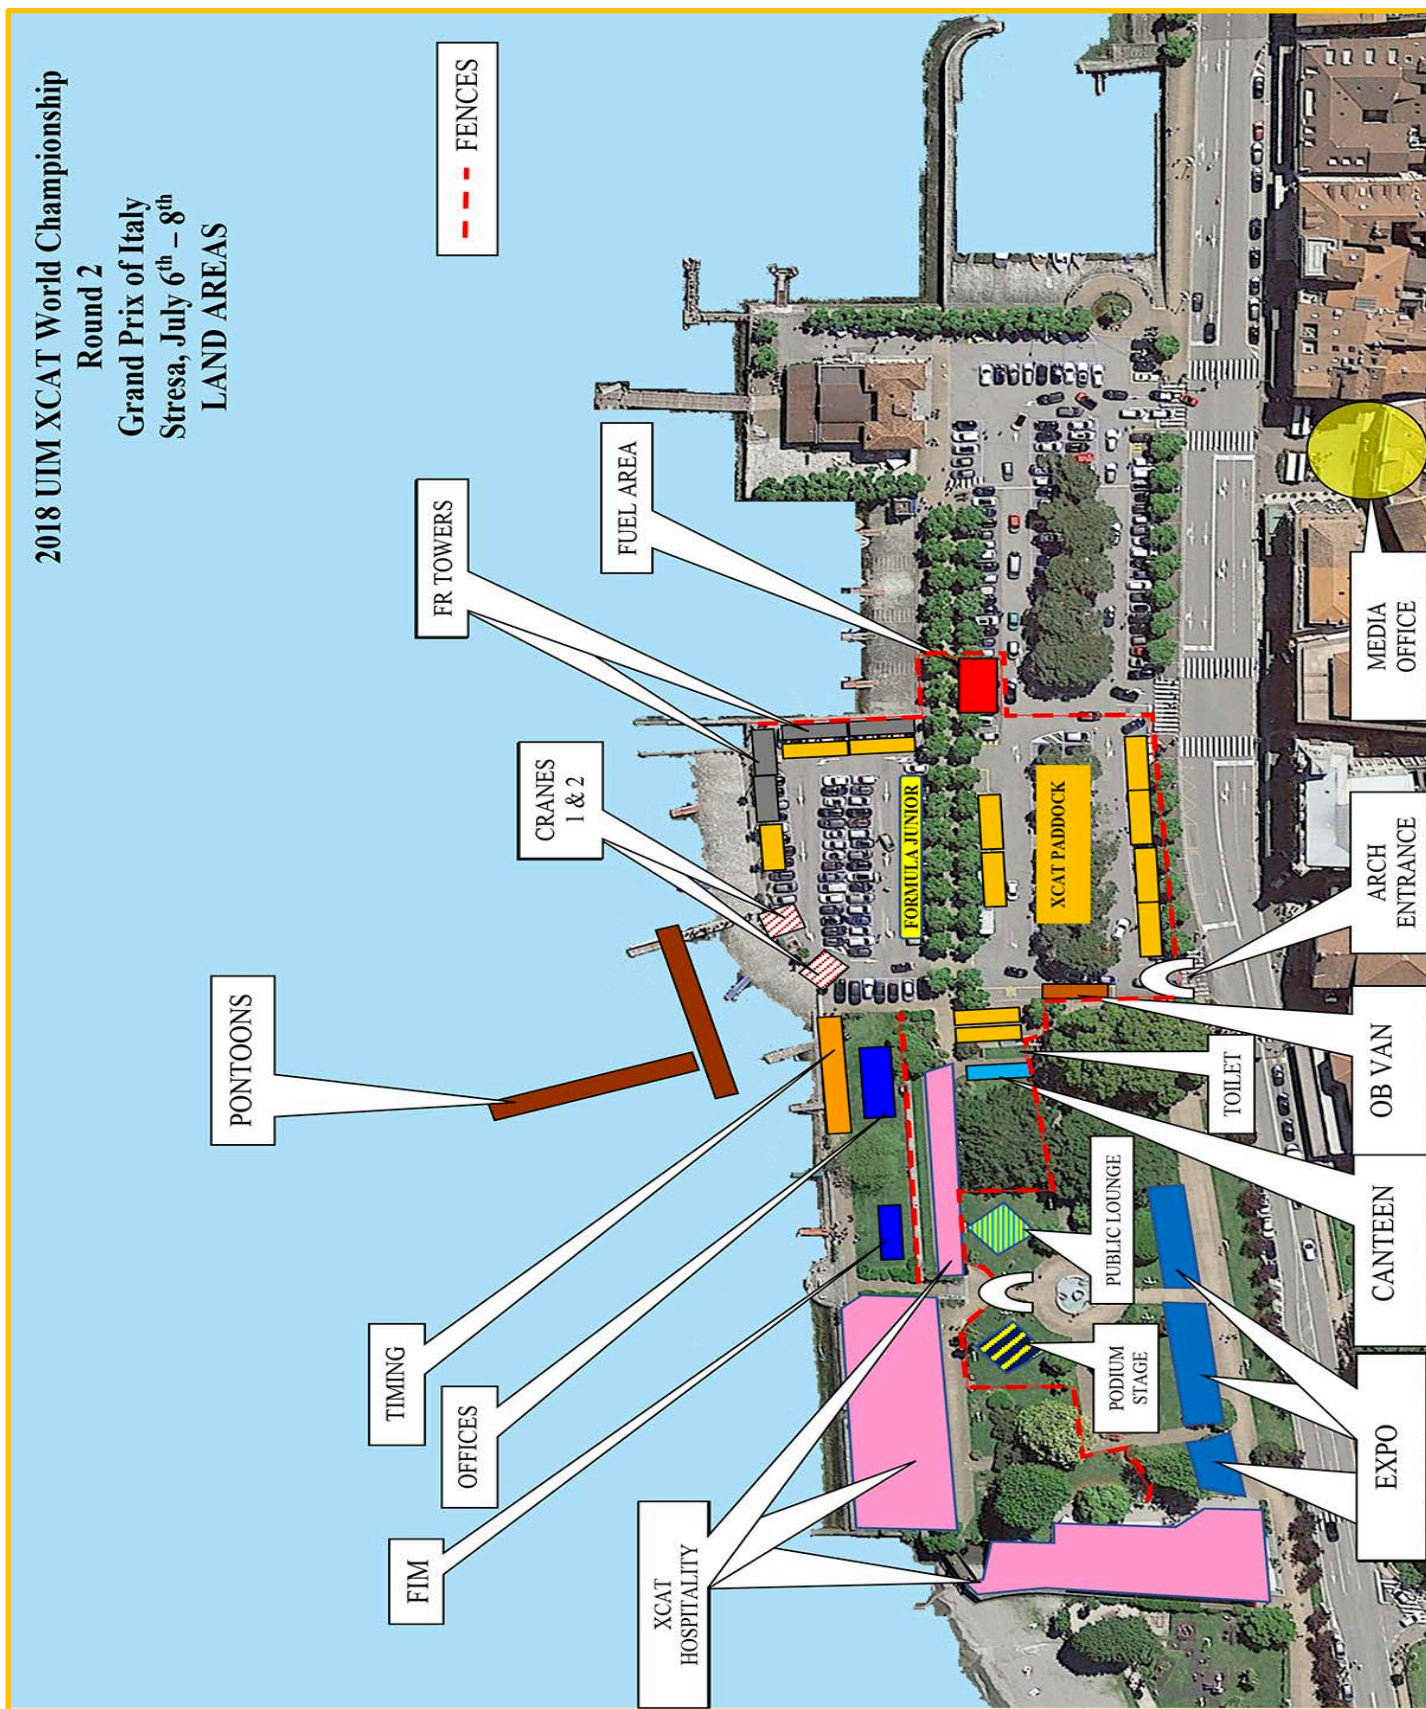 2018 UIM XCAT World Championship
Round 2
Grand Prix of Italy
Stresa, July 6th – 8th
LAND AREAS
FENCES
FIM
OFFICES
TIMING
PONTOONS
CRANES
1 & 2
FR TOWERS
FUEL AREA
XCAT
HOSPITALITY
FORMULA JUNIOR
XCAT PADDOCK
PODIUM
STAGE
PUBLIC LOUNGE
TOILET
EXPO
CANTEEN
OB VAN
ARCH
ENTRANCE
MEDIA
OFFICE